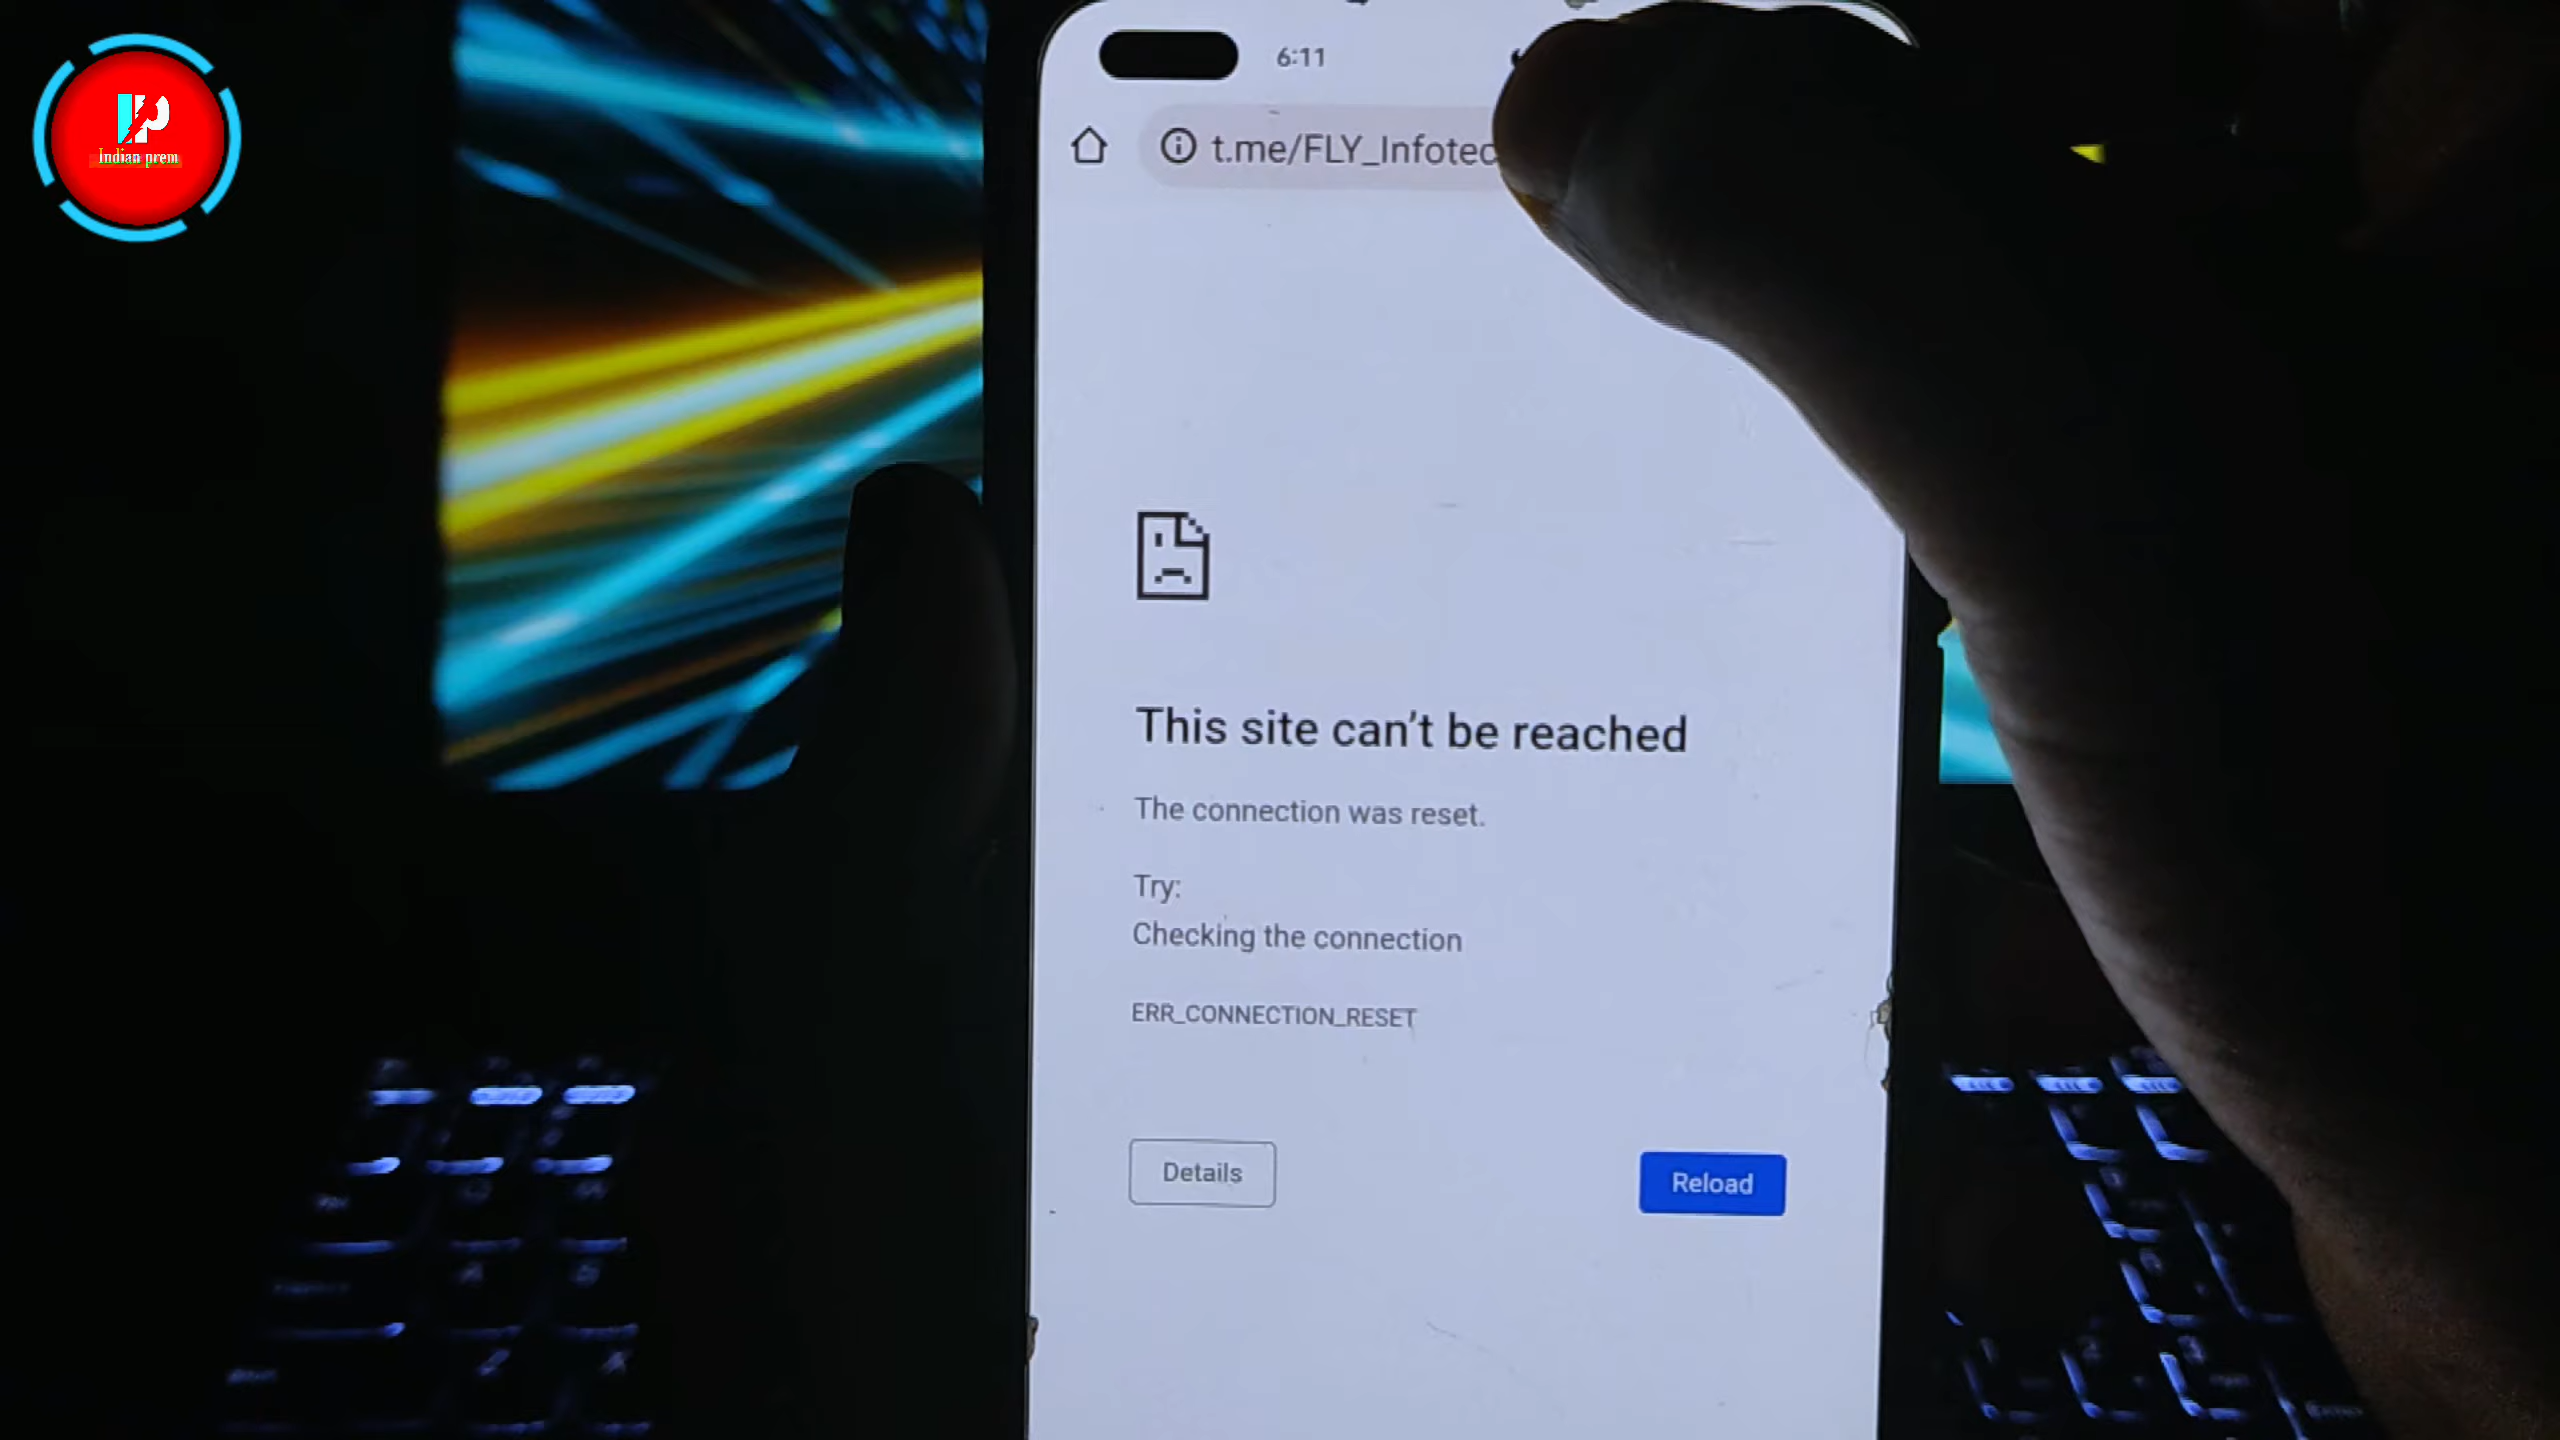 Indian prem
6:11
t.me/FLY_Infotec
This site can't be reached
The connection was reset.
Try:
Checking the connection
ERR_CONNECTION_RESET
Details
Reload